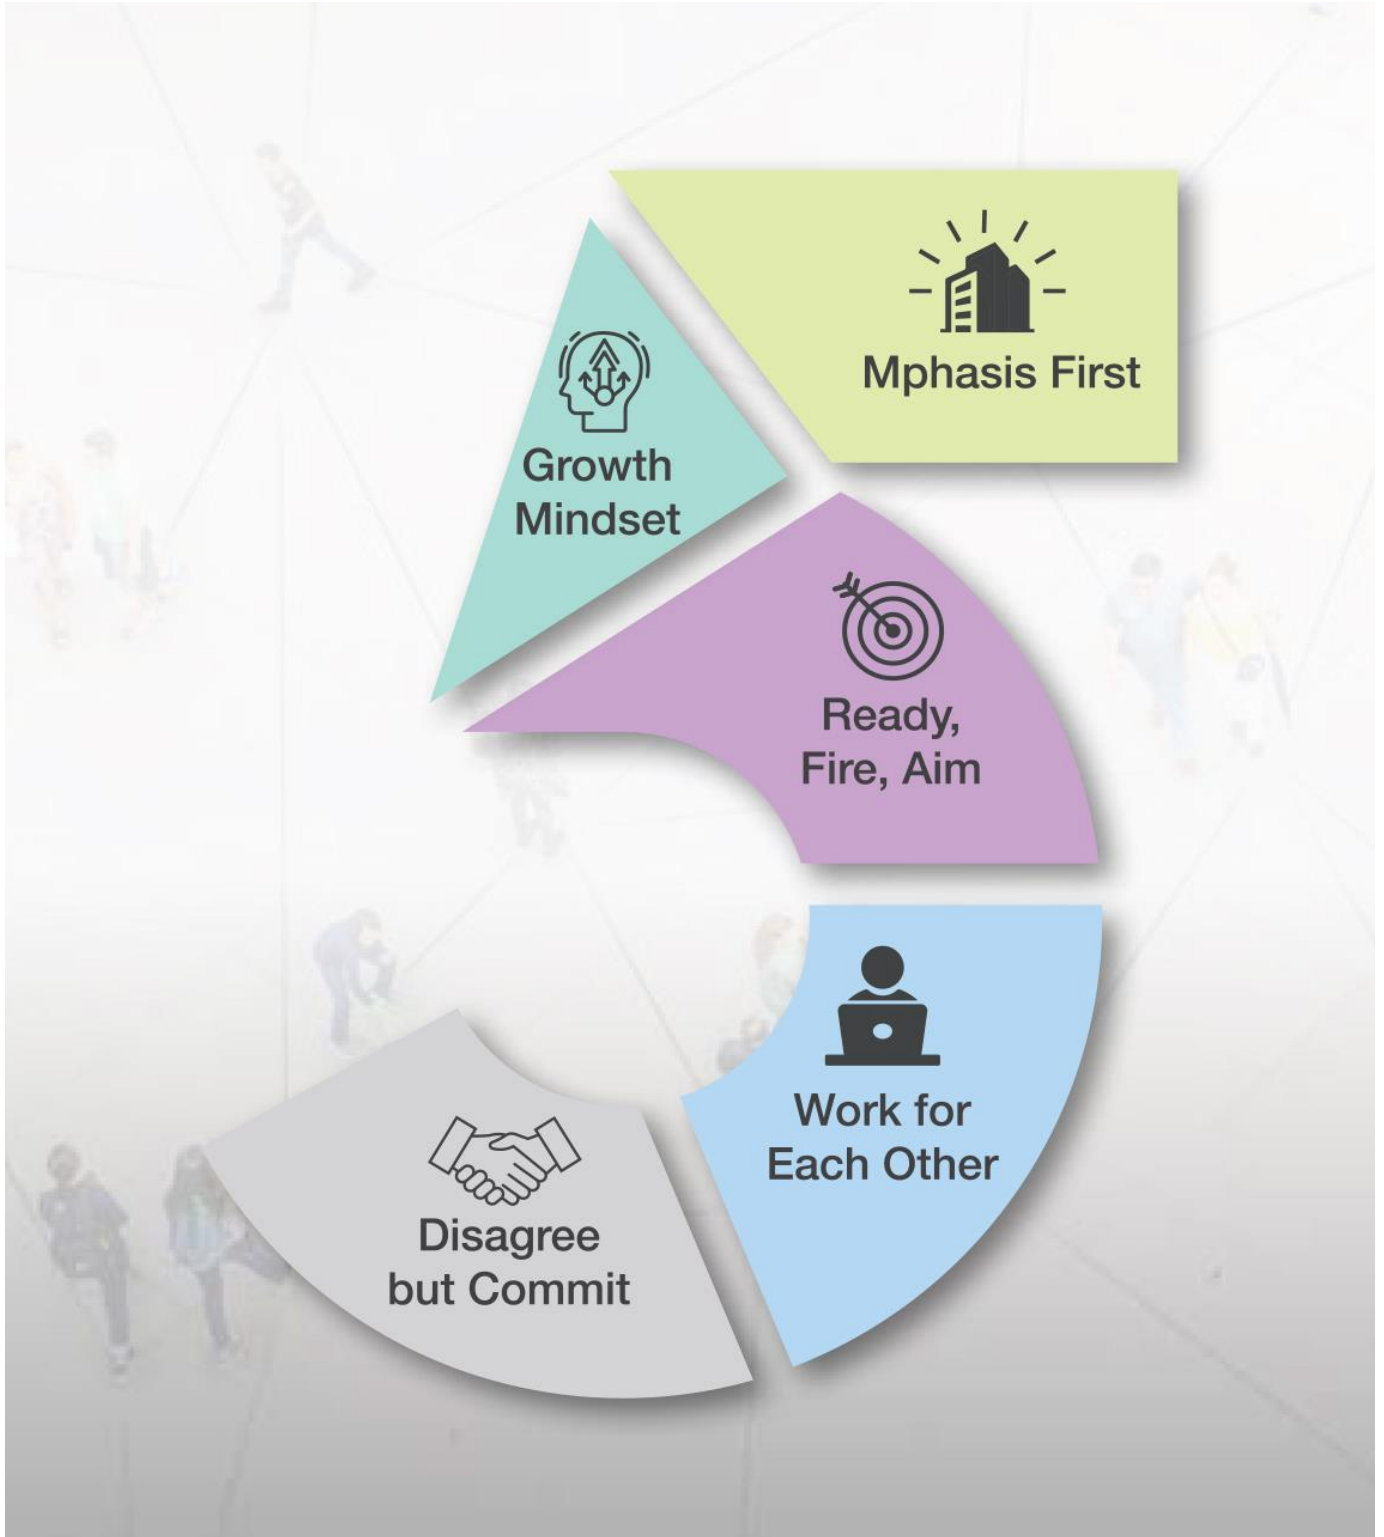 Mphasis First
Growth
Mindset
Ready,
Fire, Aim
Work for
Each Other
Disagree
but Commit